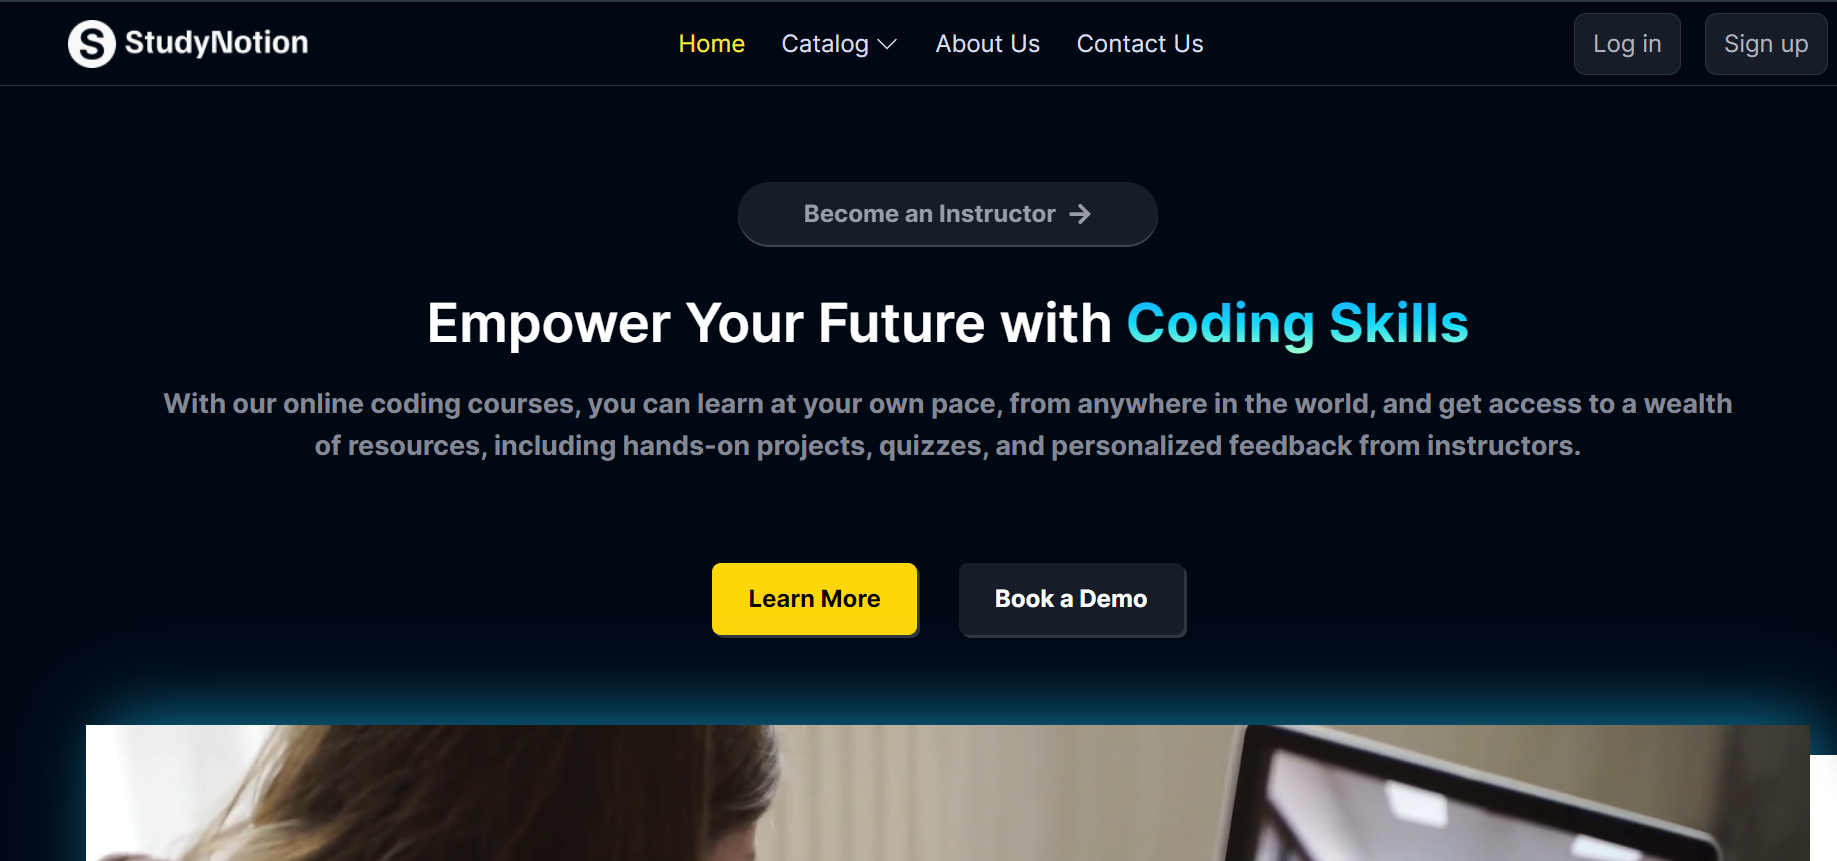 S StudyNotion
Home Catalog About Us Contact Us
Log in Sign up
Become an Instructor →
Empower Your Future with Coding Skills
With our online coding courses, you can learn at your own pace, from anywhere in the world, and get access to a wealth
of resources, including hands-on projects, quizzes, and personalized feedback from instructors.
Learn More Book a Demo